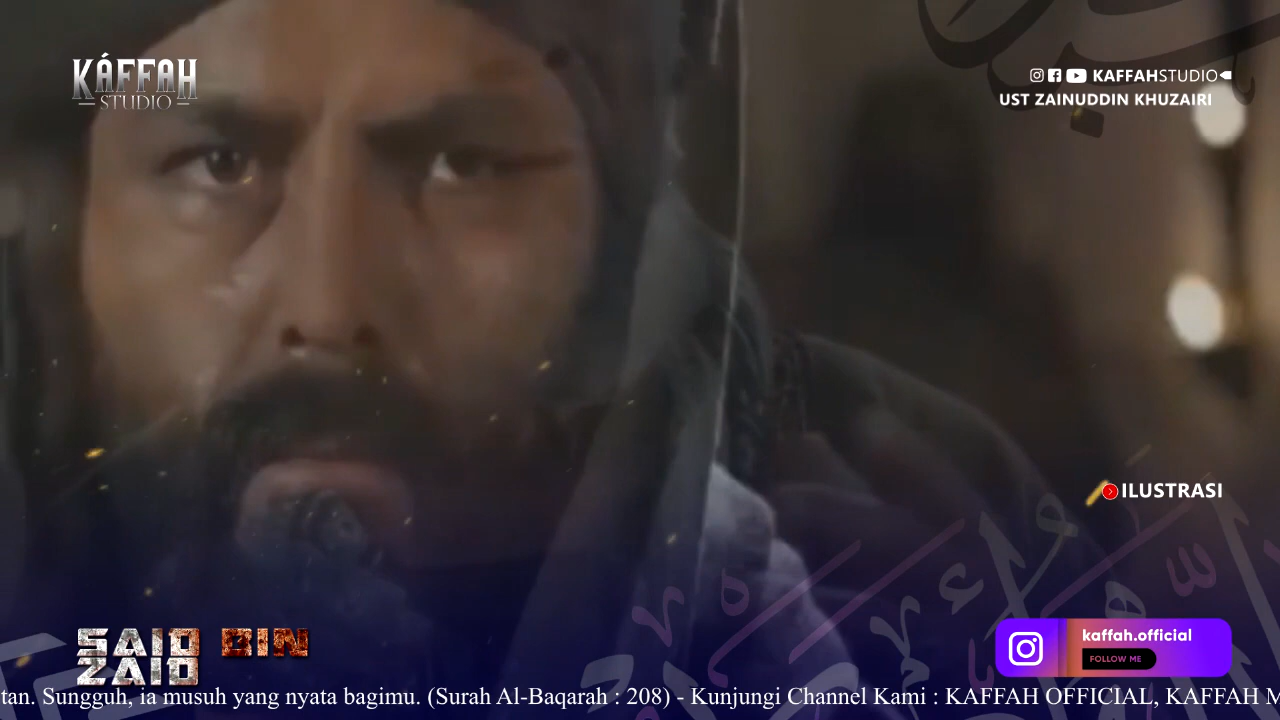 KÁFFAH
STUDIO
KAFFAHSTUDIO
UST ZAINUDDIN KHUZAIRI
ILUSTRASI
kaffah.official
FOLLOW ME
SAID BIN
ZAID
tan. Sungguh, ia musuh yang nyata bagimu. (Surah Al-Baqarah : 208) - Kunjungi Channel Kami : KAFFAH OFFICIAL, KAFFAH M